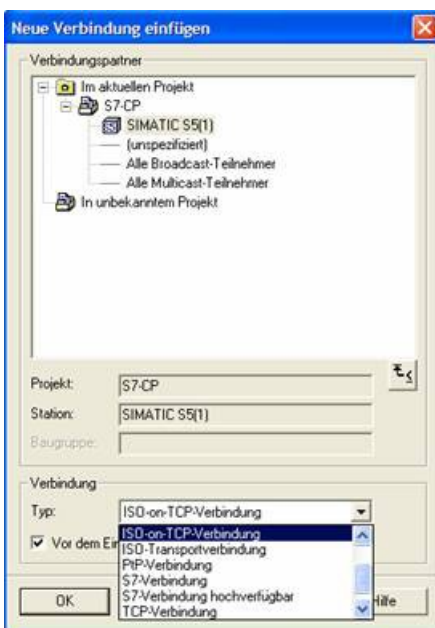 Neue Verbindung einfügen
Verbindungspartner
Im aktuellen Projekt
S7-CP
SIMATIC S5(1)
(unspezifiziert)
Alle Broadcast-Teilnehmer
Alle Multicast-Teilnehmer
In unbekanntem Projekt
Projekt: S7-CP
Station: SIMATIC S5(1)
Baugruppe:
Verbindung
Typ: ISO-on-TCP-Verbindung
ISO-on-TCP-Verbindung
ISO-Transportverbindung
Vor dem Ei
PtP-Verbindung
S7-Verbindung
S7-Verbindung hochverfügbar
TCP-Verbindung
OK